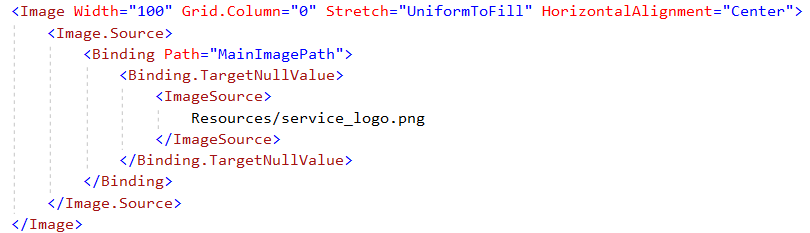 <Image Width="100" Grid.Column="0" Stretch="UniformToFill" HorizontalAlignment="Center">
<Image.Source>
<Binding Path="MainImagePath">
<Binding.TargetNullValue>
<ImageSource>
Resources/service_logo.png
</ImageSource>
</Binding.TargetNullValue>
</Binding>
</Image.Source>
</Image>